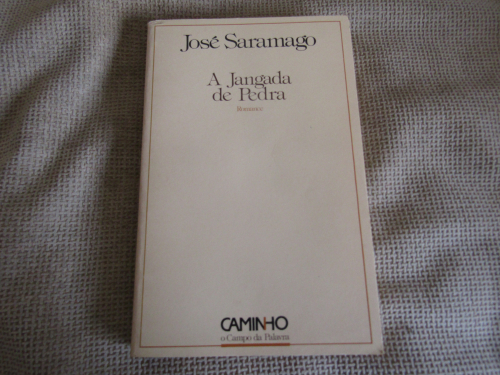 José Saramago
A Jangada
de Pedra
Romance
CAMINHO
o Campo da Palavra